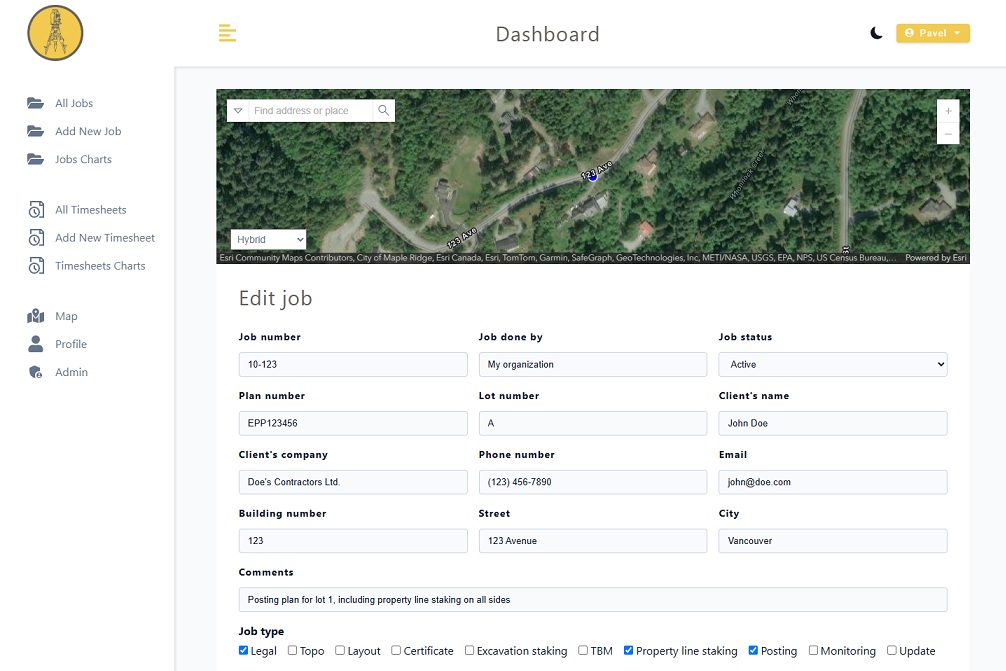 Dashboard
Pavel
All Jobs
Add New Job
Jobs Charts
All Timesheets
Add New Timesheet
Timesheets Charts
Map
Profile
Admin
Find address or place
+
−
123 Ave
123 Ave
Hybrid
Esri Community Maps Contributors, City of Maple Ridge, Esri Canada, Esri, TomTom, Garmin, SafeGraph, GeoTechnologies, Inc, METI/NASA, USGS, EPA, NPS, US Census Bureau,... Powered by Esri
Edit job
Job number Job done by Job status
10-123 My organization Active
Plan number Lot number Client's name
EPP123456 A John Doe
Client's company Phone number Email
Doe's Contractors Ltd. (123) 456-7890 john@doe.com
Building number Street City
123 123 Avenue Vancouver
Comments
Posting plan for lot 1, including property line staking on all sides
Job type
Legal Topo Layout Certificate Excavation staking TBM Property line staking Posting Monitoring Update